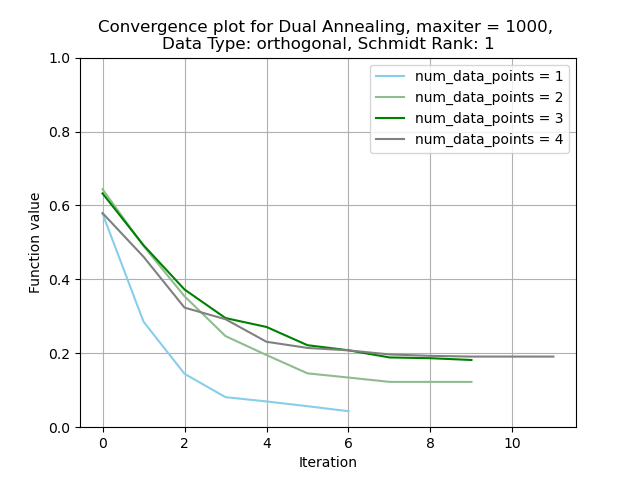 Convergence plot for Dual Annealing, maxiter = 1000,
Data Type: orthogonal, Schmidt Rank: 1
num_data_points = 1
num_data_points = 2
num_data_points = 3
num_data_points = 4
Function value
1.0
0.8
0.6
0.4
0.2
0.0
0 2 4 6 8 10
Iteration